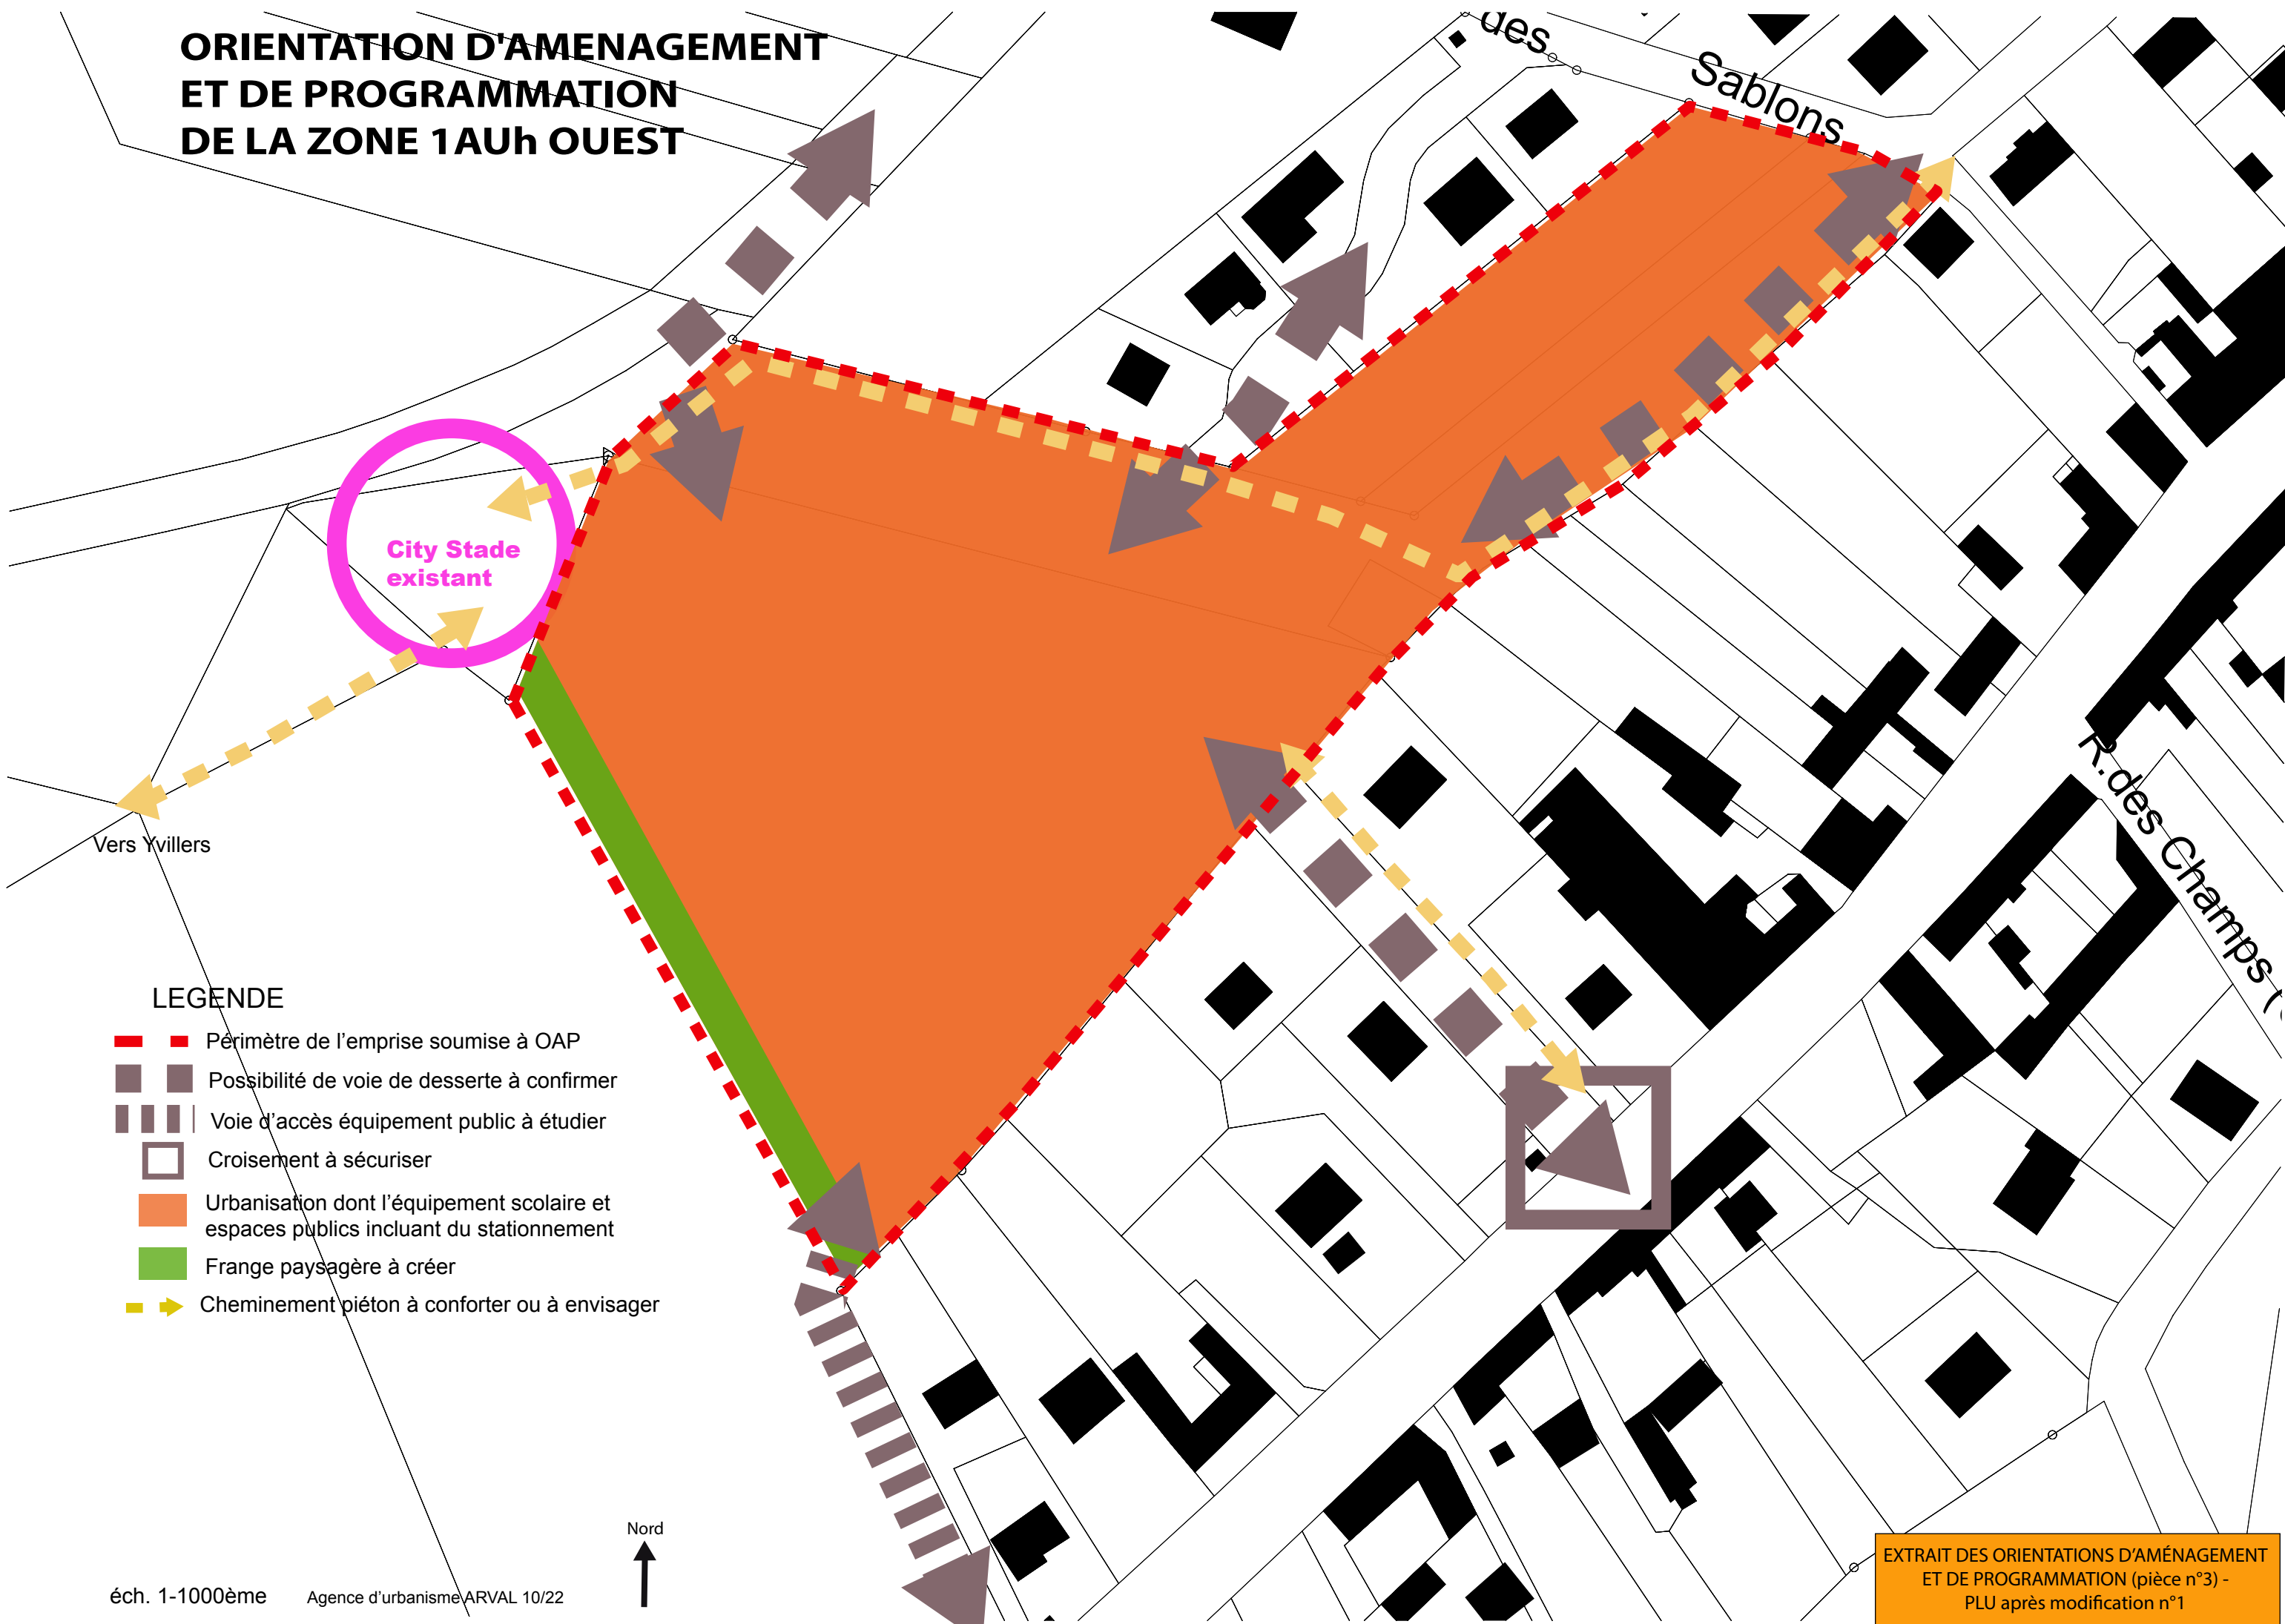 ORIENTATION D'AMENAGEMENT
ET DE PROGRAMMATION
DE LA ZONE 1AUh OUEST
des
Sablons
City Stade
existant
Vers Yvillers
R.des Champs (
LEGENDE
Périmètre de l'emprise soumise à OAP
Possibilité de voie de desserte à confirmer
Voie d'accès équipement public à étudier
Croisement à sécuriser
Urbanisation dont l'équipement scolaire et
espaces publics incluant du stationnement
Frange paysagère à créer
Cheminement piéton à conforter ou à envisager
Nord
éch. 1-1000ème
Agence d'urbanisme ARVAL 10/22
EXTRAIT DES ORIENTATIONS D'AMÉNAGEMENT
ET DE PROGRAMMATION (pièce n°3) -
PLU après modification n°1